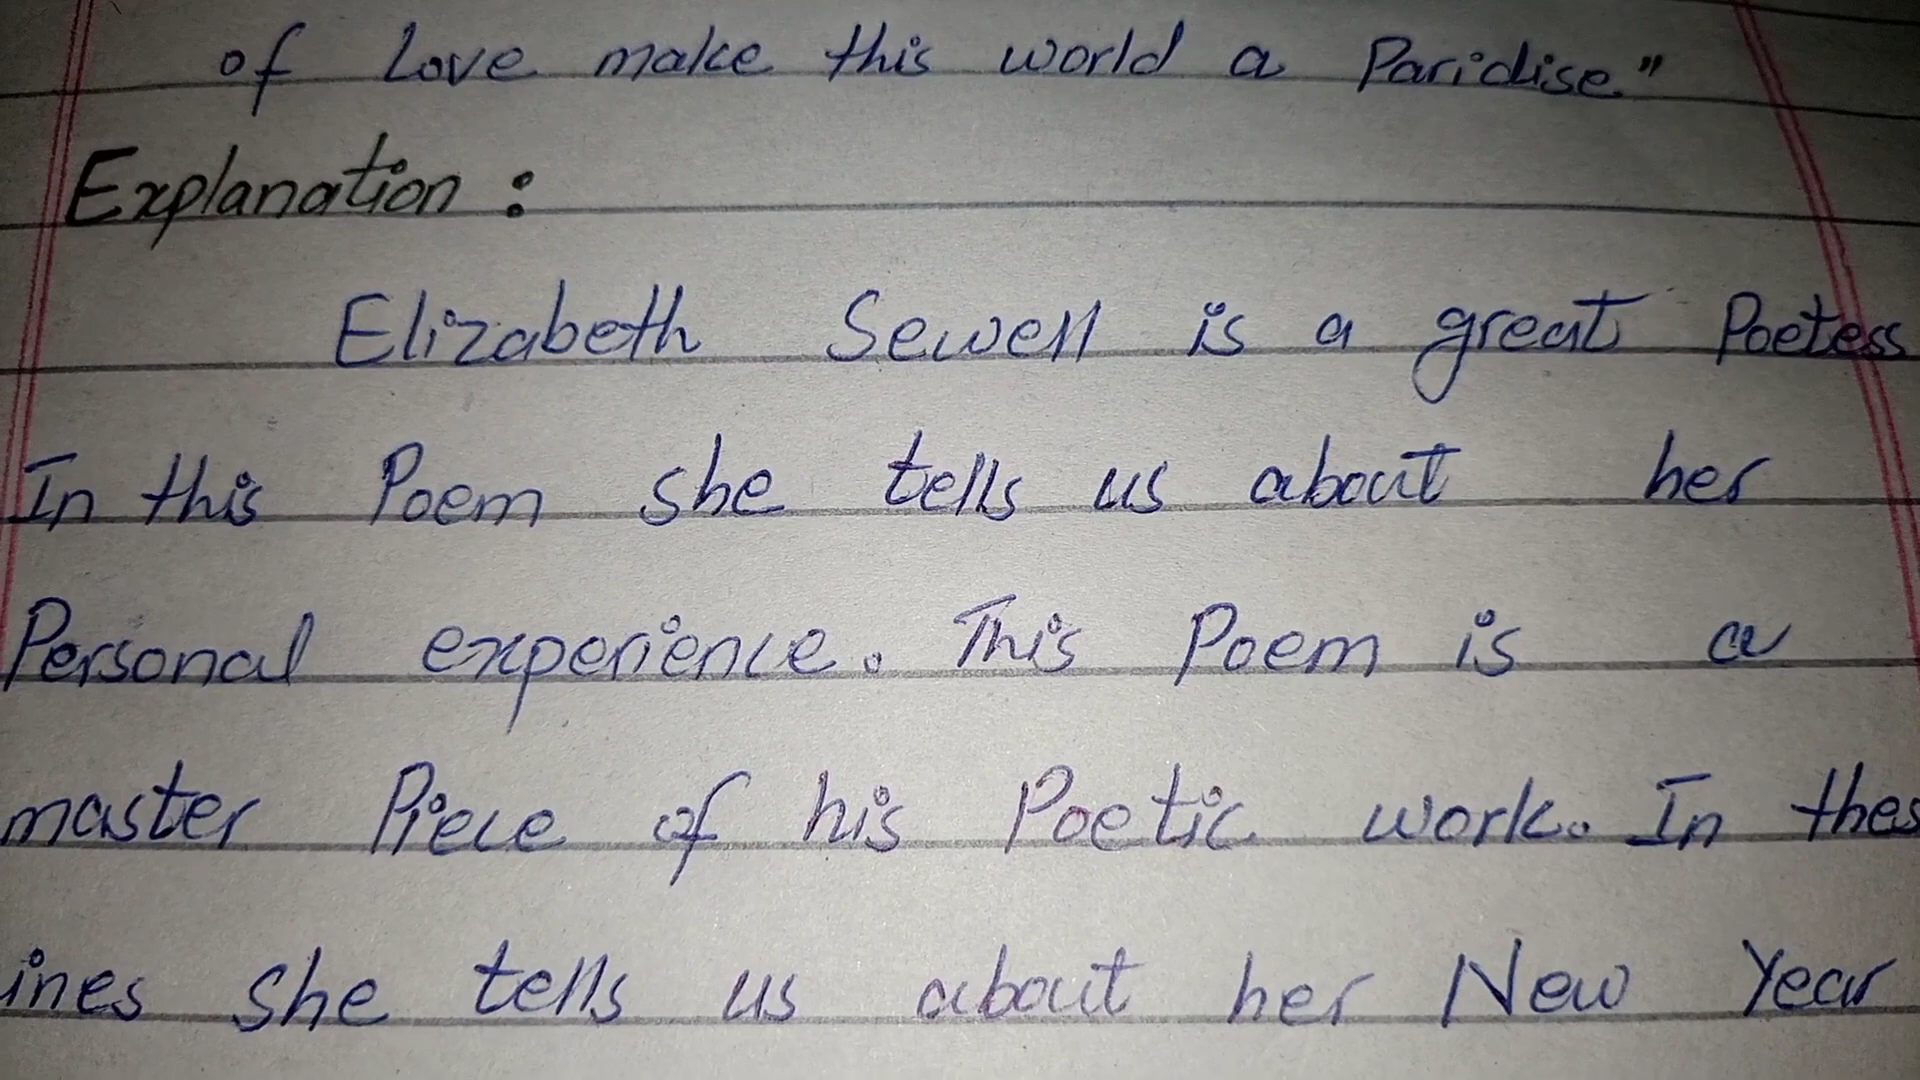 of Love make this world a Paridise"
Explanation :
Elizabeth Sewell is a great Poetess
In this Poem she tells us about her
Personal experience. This Poem is a
master Piece of his Poetic work. In thes
ines she tells us about her New Year